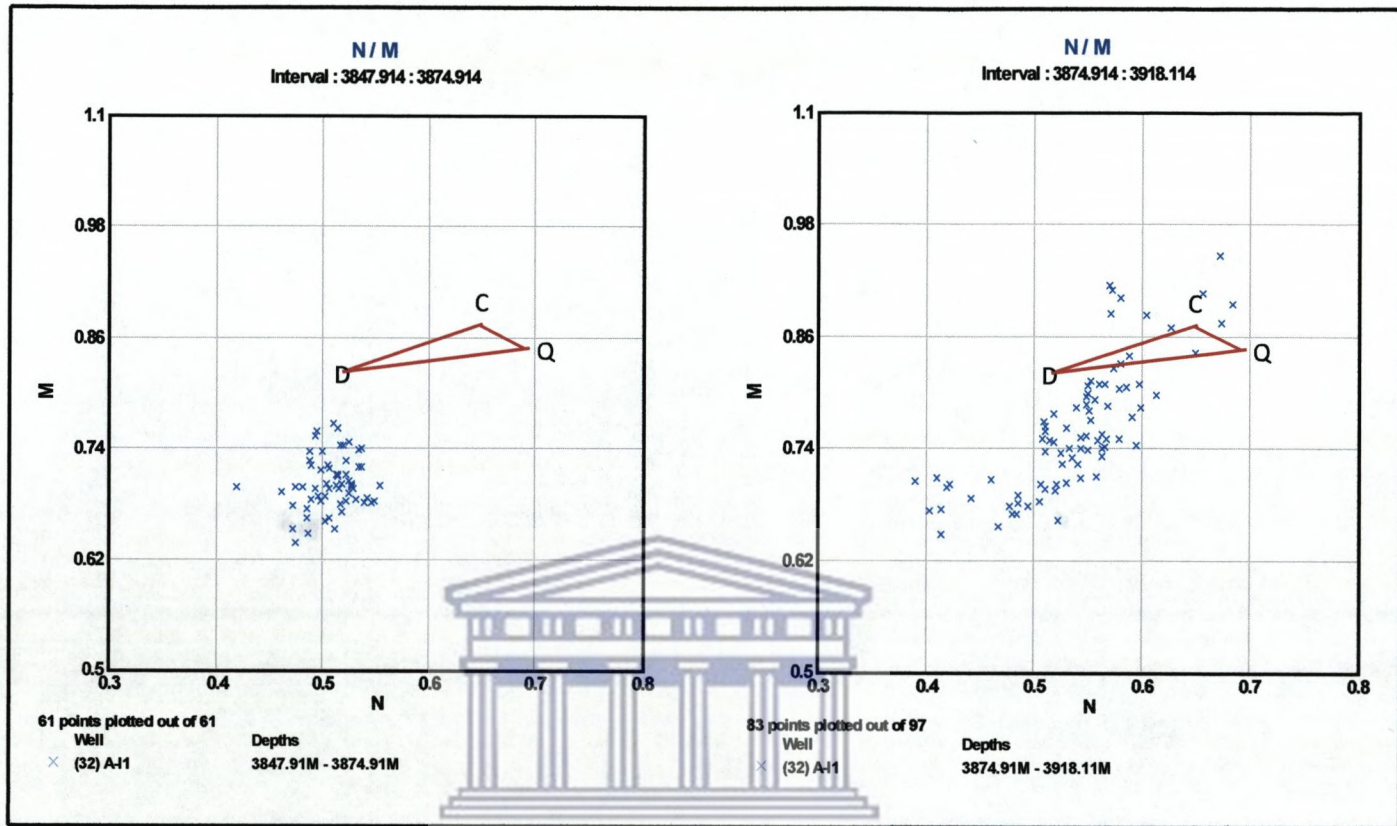 N / M
Interval : 3847.914 : 3874.914
1.1
0.98
0.86
0.74
0.62
0.5
M
C
D
Q
0.3
0.4
0.5
0.6
0.7
0.8
N
61 points plotted out of 61
Well
Depths
(32) A-I1
3847.91M - 3874.91M
N / M
Interval : 3874.914 : 3918.114
1.1
0.98
0.86
0.74
0.62
0.5
M
C
D
Q
0.3
0.4
0.5
0.6
0.7
0.8
N
83 points plotted out of 97
Well
Depths
(32) A-I1
3874.91M - 3918.11M